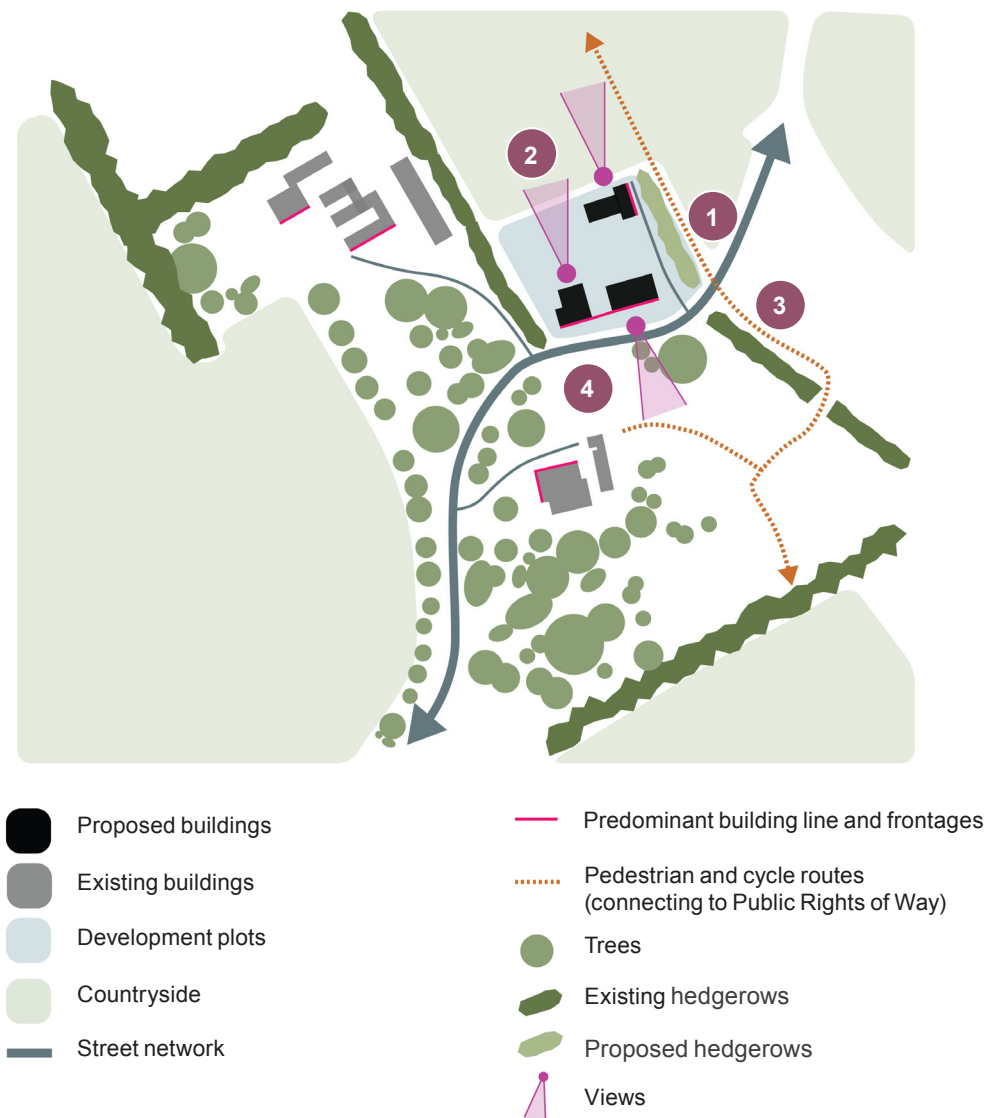 2
1
3
4
Proposed buildings
Existing buildings
Development plots
Countryside
Street network
Predominant building line and frontages
Pedestrian and cycle routes
(connecting to Public Rights of Way)
Trees
Existing hedgerows
Proposed hedgerows
Views